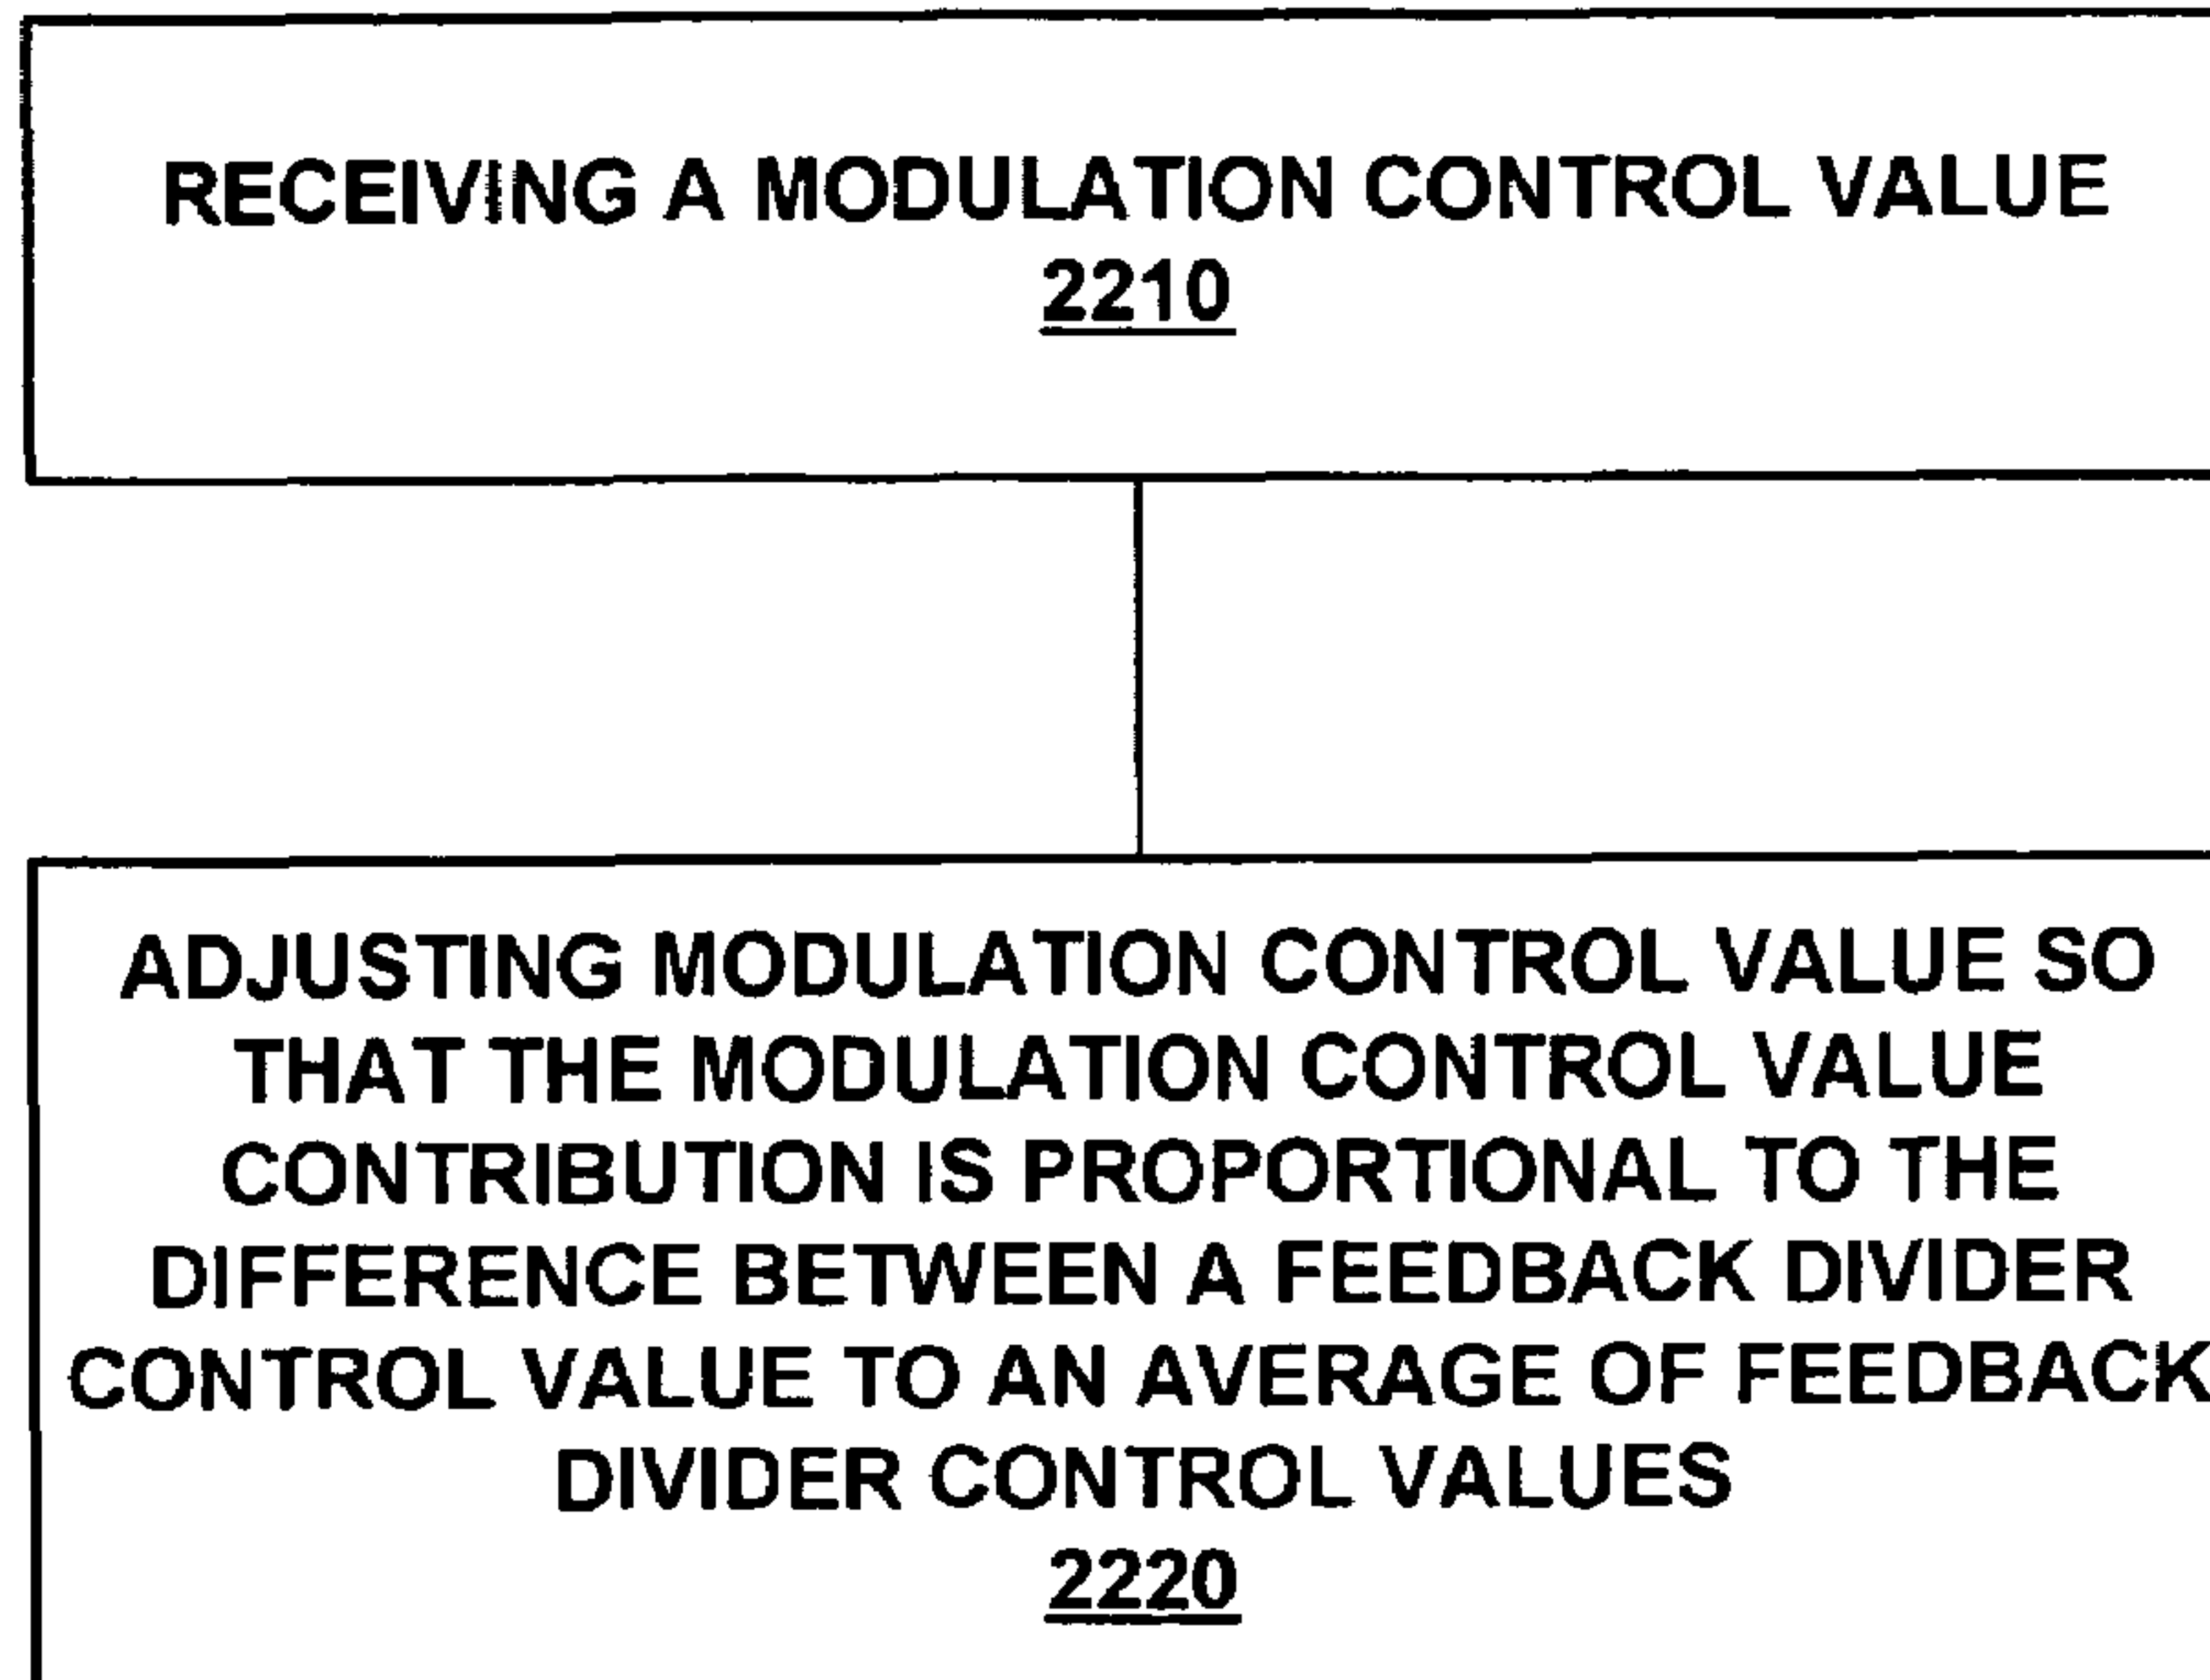 RECEIVING A MODULATION CONTROL VALUE
2210
ADJUSTING MODULATION CONTROL VALUE SO
THAT THE MODULATION CONTROL VALUE
CONTRIBUTION IS PROPORTIONAL TO THE
DIFFERENCE BETWEEN A FEEDBACK DIVIDER
CONTROL VALUE TO AN AVERAGE OF FEEDBACK
DIVIDER CONTROL VALUES
2220